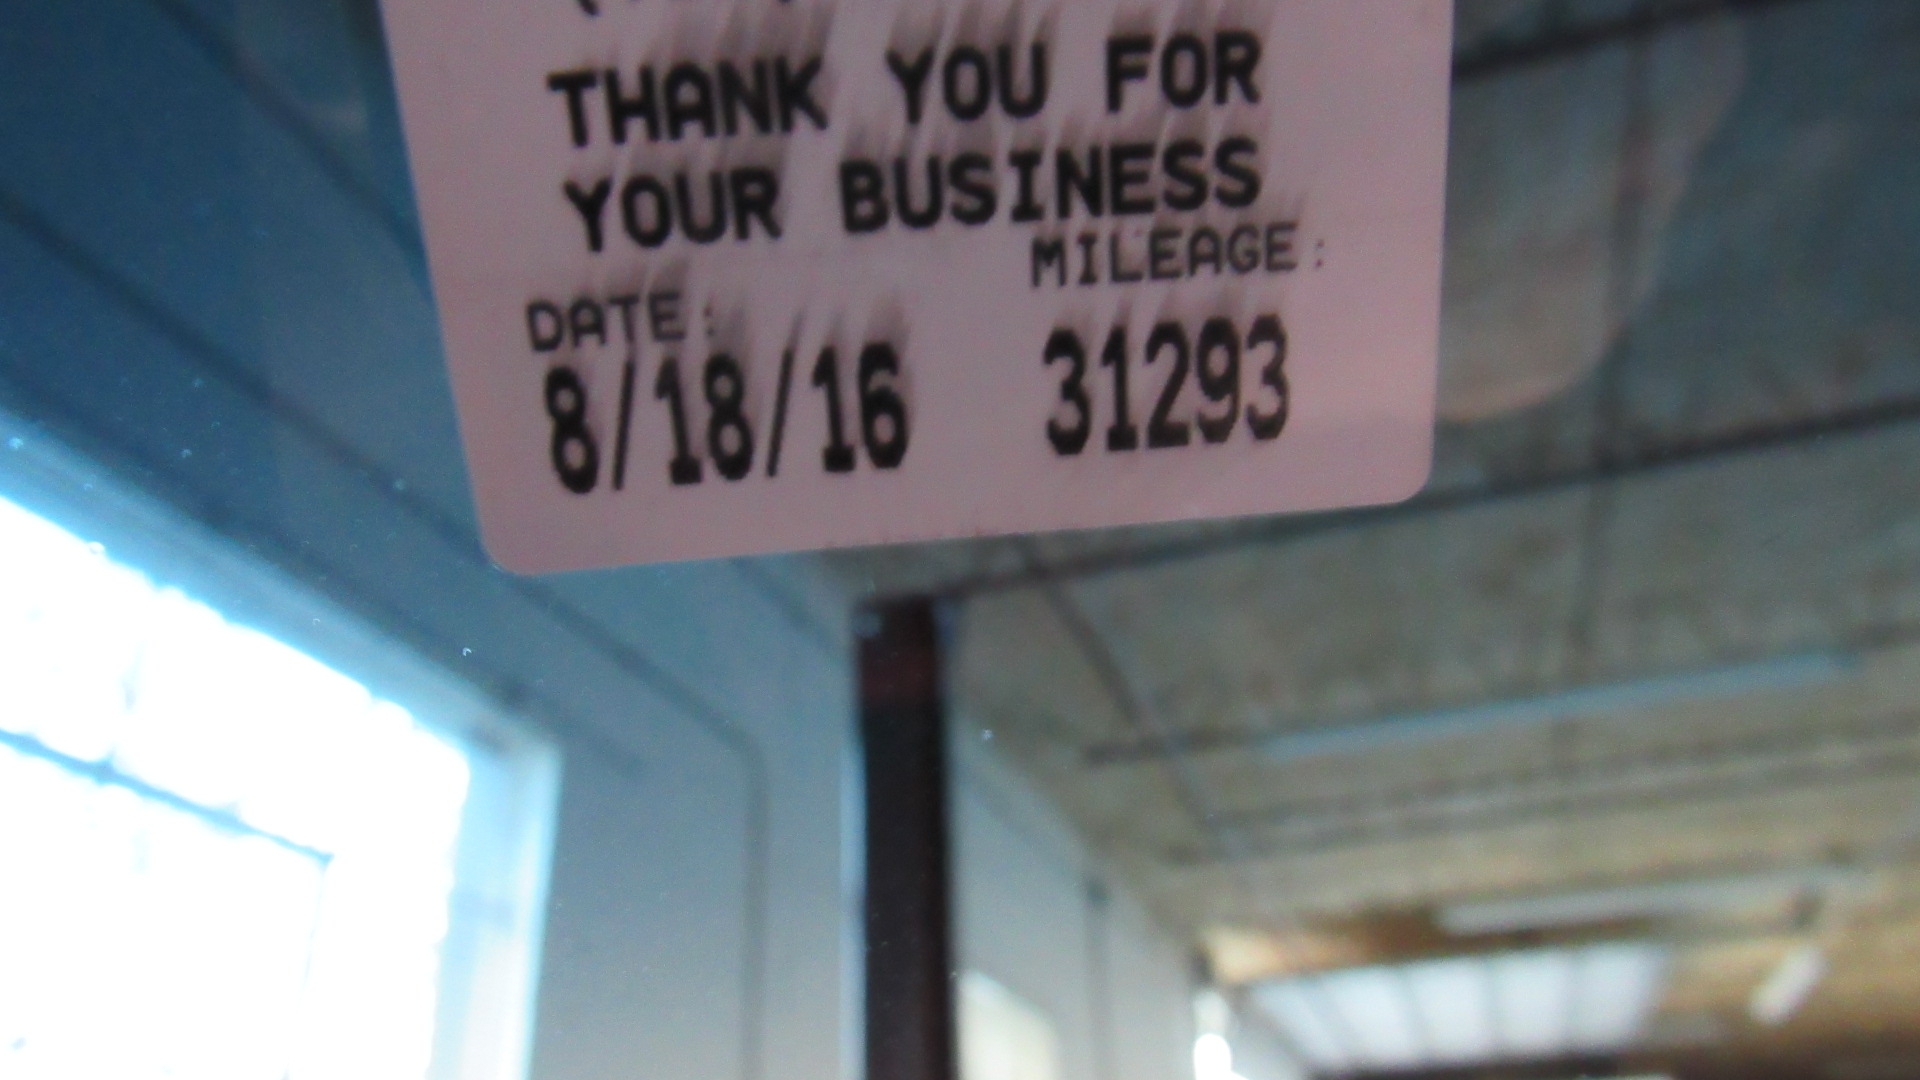 THANK YOU FOR
YOUR BUSINESS
MILEAGE:
DATE:
8/18/16 31293